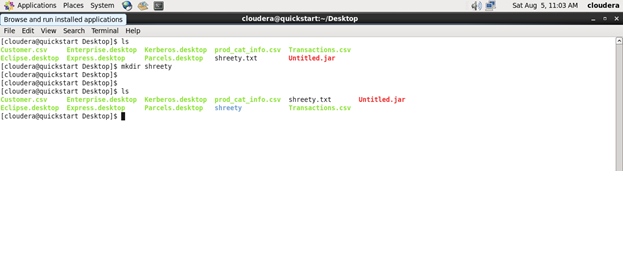 Applications Places System Sat Aug 5, 11:03 AM cloudera
Browse and run installed applications cloudera@quickstart:~/Desktop
File Edit View Search Terminal Help
[cloudera@quickstart Desktop]$ ls
Customer.csv Enterprise.desktop Kerberos.desktop prod_cat_info.csv Transactions.csv
Eclipse.desktop Express.desktop Parcels.desktop shreety.txt Untitled.jar
[cloudera@quickstart Desktop]$ mkdir shreety
[cloudera@quickstart Desktop]$
[cloudera@quickstart Desktop]$
[cloudera@quickstart Desktop]$ ls
Customer.csv Enterprise.desktop Kerberos.desktop prod_cat_info.csv shreety.txt Untitled.jar
Eclipse.desktop Express.desktop Parcels.desktop shreety Transactions.csv
[cloudera@quickstart Desktop]$